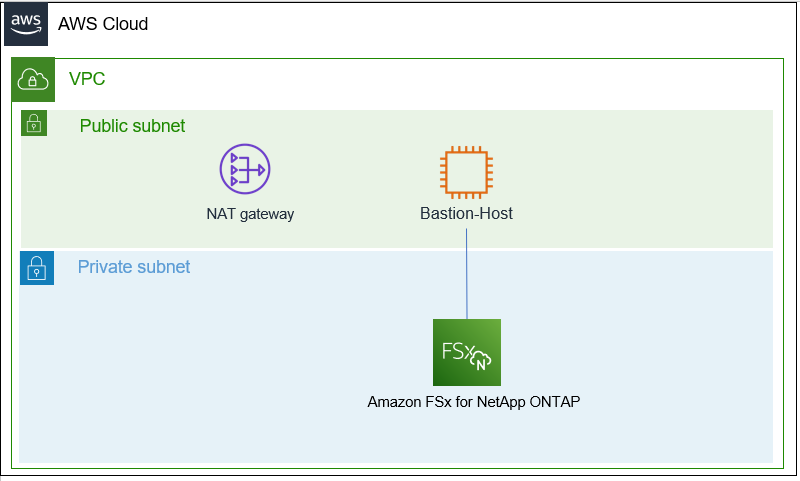 aws
AWS Cloud
VPC
Public subnet
NAT gateway
Bastion-Host
Private subnet
FSx
N
Amazon FSx for NetApp ONTAP